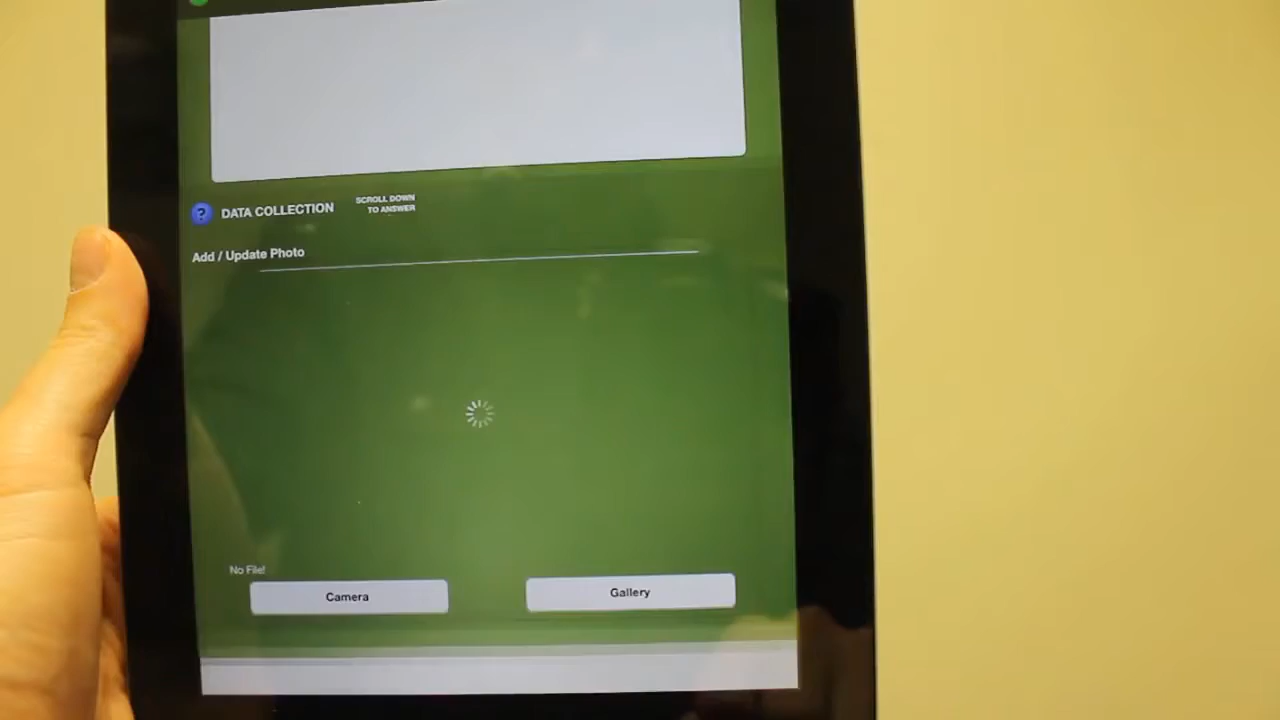 ? DATA COLLECTION
SCROLL DOWN
TO ANSWER
Add / Update Photo
No File!
Camera
Gallery